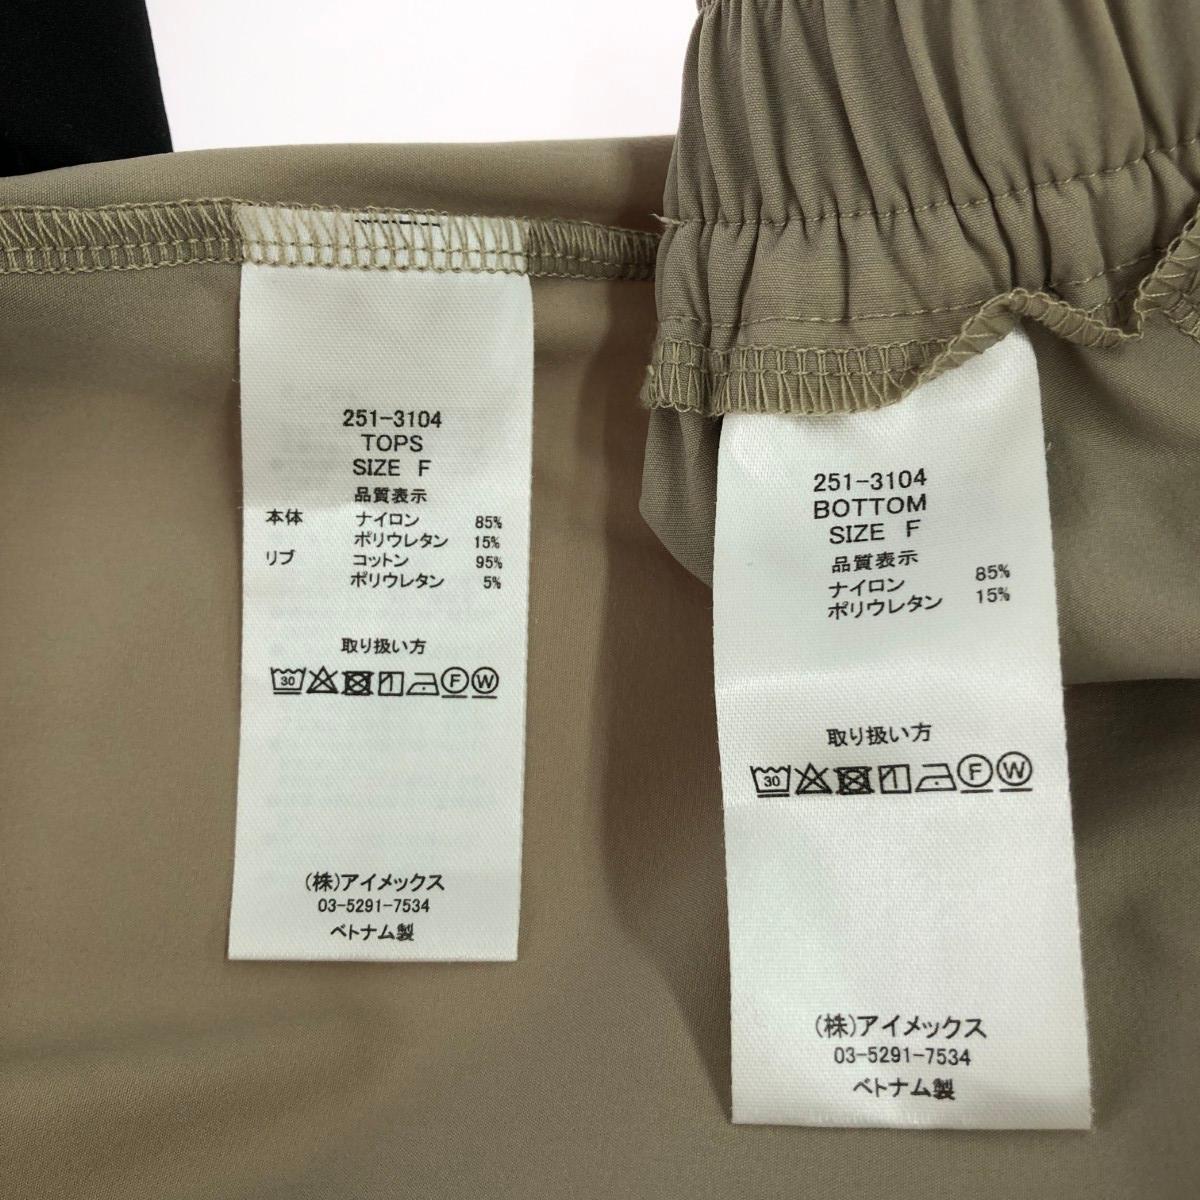 251-3104
TOPS
SIZE F
品質表示
本体 ナイロン 85%
ポリウレタン 15%
リブ コットン 95%
ポリウレタン 5%
取り扱い方
30 F W
(株)アイメックス
03-5291-7534
ベトナム製
251-3104
BOTTOM
SIZE F
品質表示
ナイロン 85%
ポリウレタン 15%
取り扱い方
30 F W
(株)アイメックス
03-5291-7534
ベトナム製